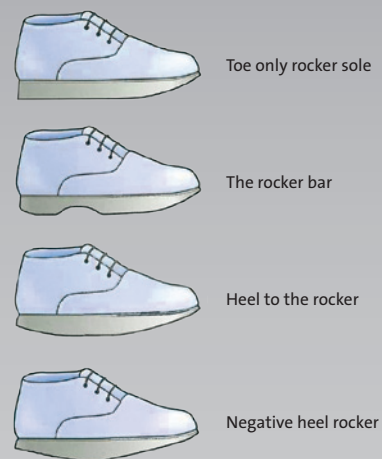 Toe only rocker sole
The rocker bar
Heel to the rocker
Negative heel rocker